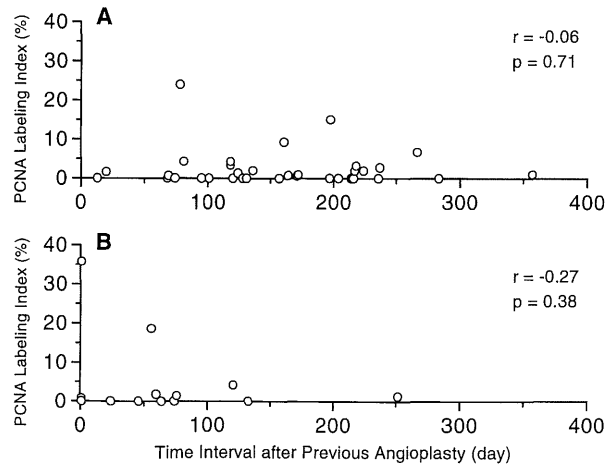 A
PCNA Labeling Index (%)
40
30
20
10
0
r = -0.06
p = 0.71
0 100 200 300 400
B
PCNA Labeling Index (%)
40
30
20
10
0
r = -0.27
p = 0.38
0 100 200 300 400
Time Interval after Previous Angioplasty (day)